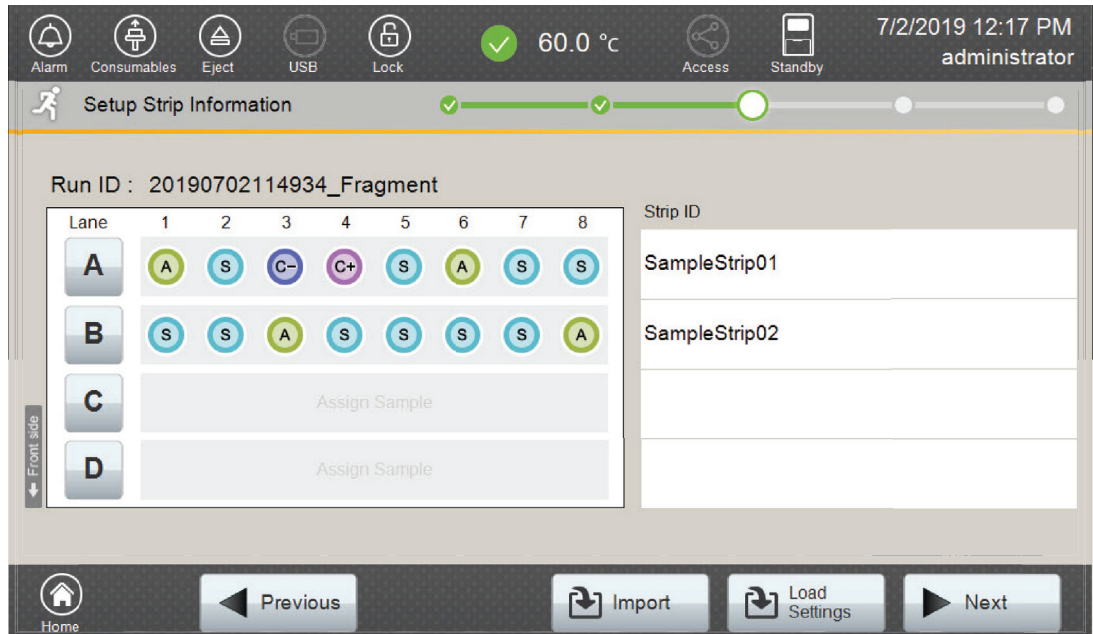 Alarm Consumables Eject USB Lock 60.0 °c Access Standby 7/2/2019 12:17 PM
administrator
Setup Strip Information
Run ID : 20190702114934_Fragment
Lane 1 2 3 4 5 6 7 8 Strip ID
A A S C- C+ S A S S SampleStrip01
B S S A S S S S A SampleStrip02
C Assign Sample
D Assign Sample
Front side
Home Previous Import Load Settings Next